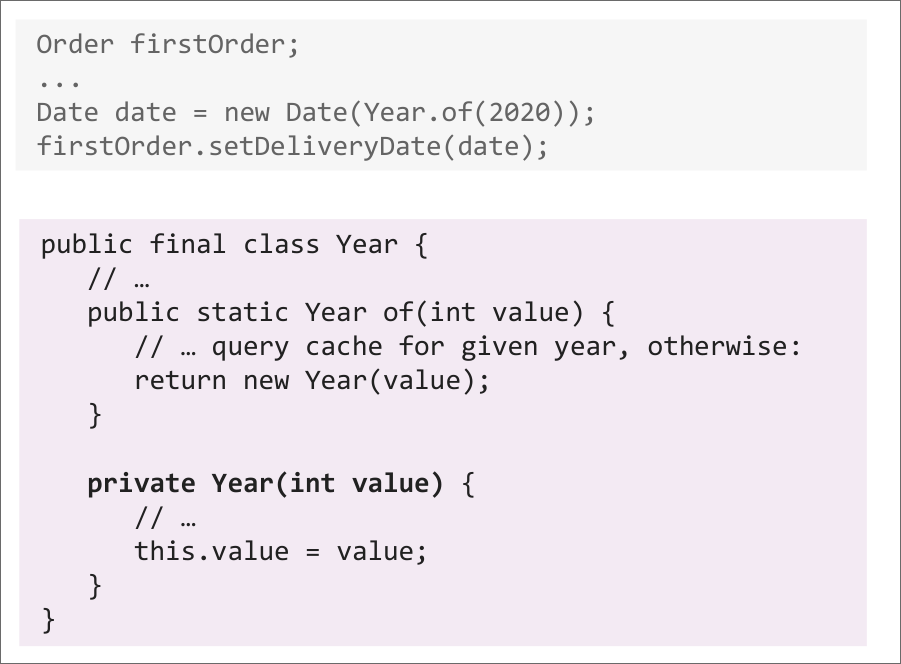 Order firstOrder;
...
Date date = new Date(Year.of(2020));
firstOrder.setDeliveryDate(date);
public final class Year {
// …
public static Year of(int value) {
// … query cache for given year, otherwise:
return new Year(value);
}
private Year(int value) {
// …
this.value = value;
}
}